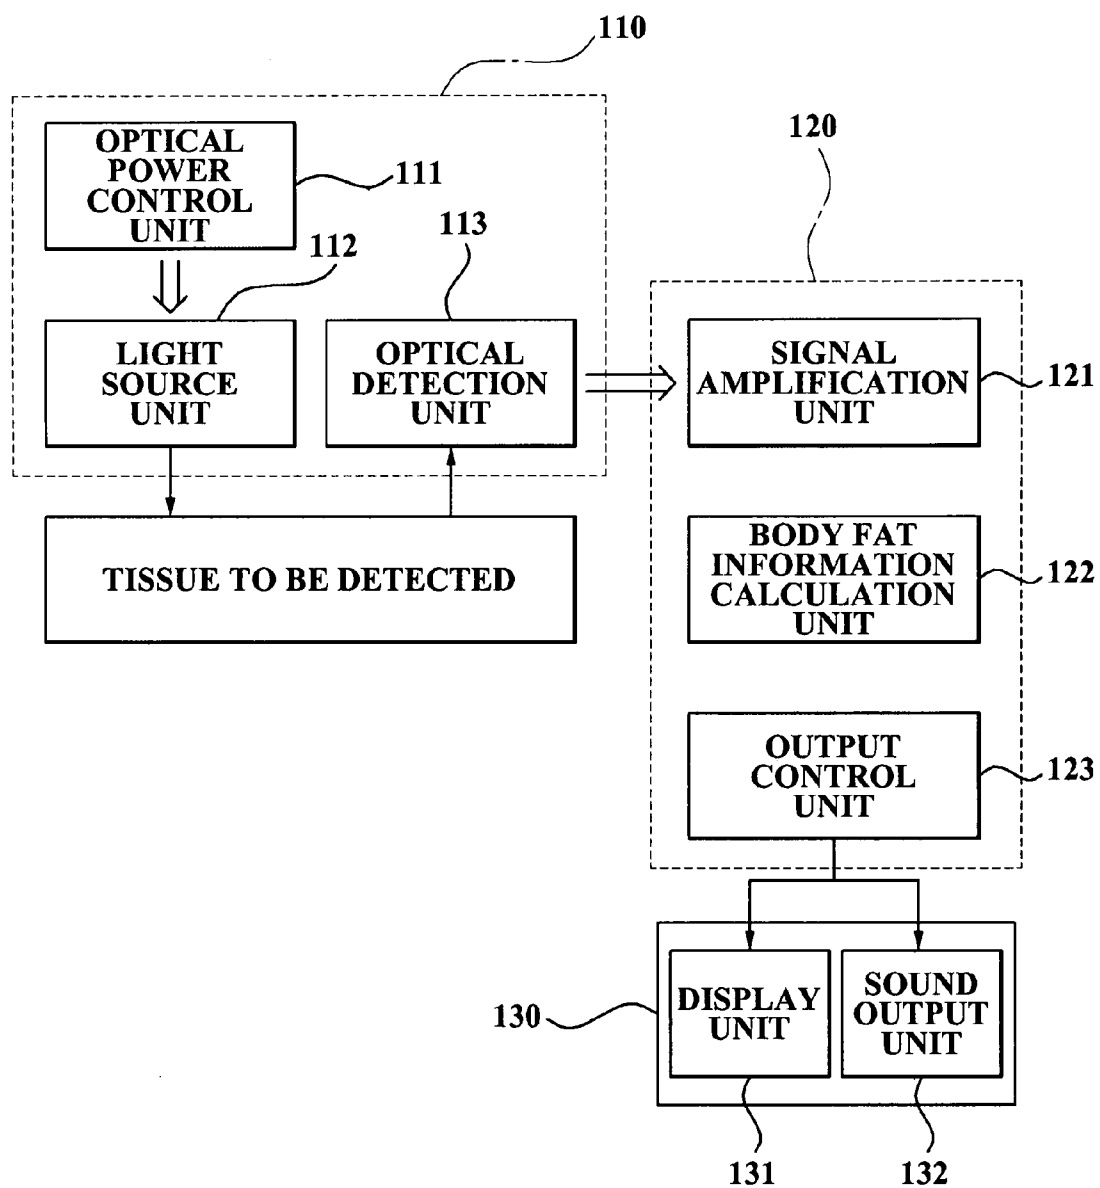 110
OPTICAL
POWER
CONTROL
UNIT
111
112
113
120
LIGHT
SOURCE
UNIT
OPTICAL
DETECTION
UNIT
SIGNAL
AMPLIFICATION
UNIT
121
TISSUE TO BE DETECTED
BODY FAT
INFORMATION
CALCULATION
UNIT
122
OUTPUT
CONTROL
UNIT
123
130
DISPLAY
UNIT
SOUND
OUTPUT
UNIT
131
132